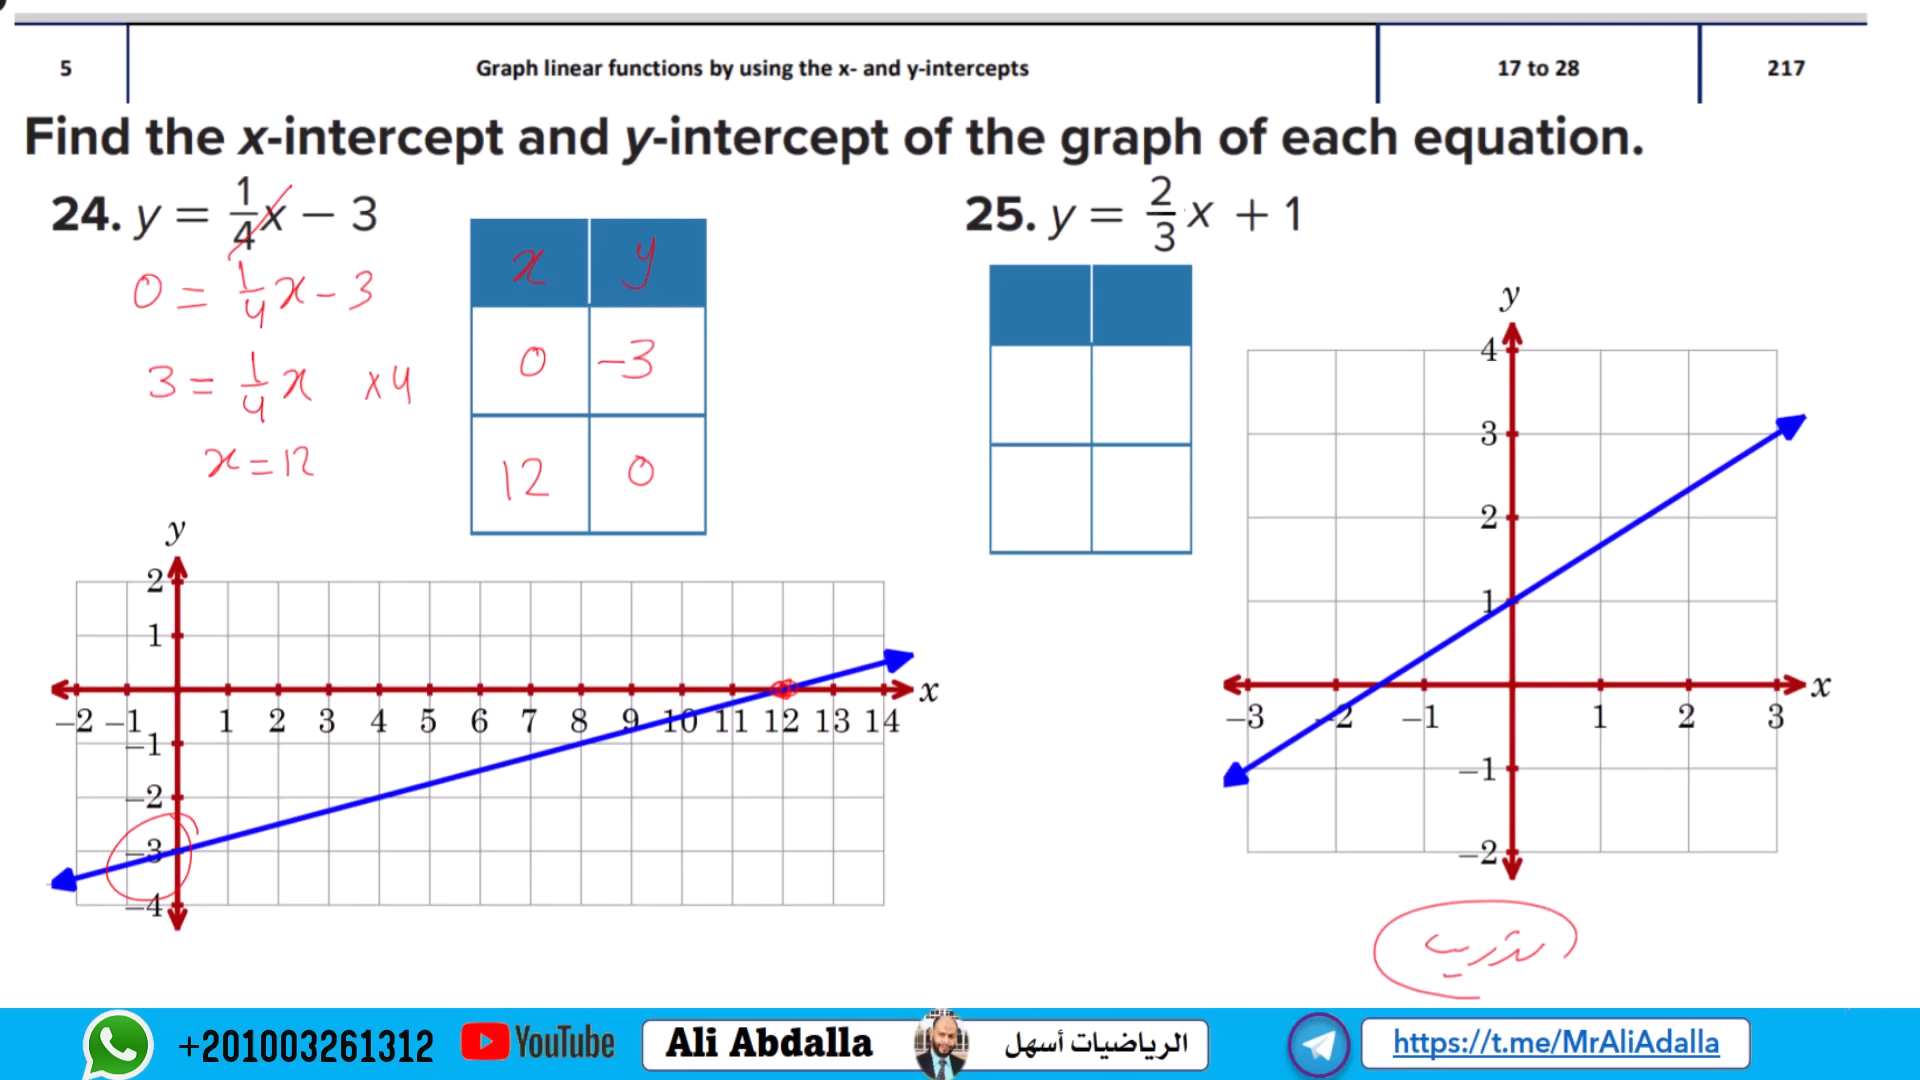 5 Graph linear functions by using the x- and y-intercepts 17 to 28 217
Find the x-intercept and y-intercept of the graph of each equation.
24. y = 1/4 x − 3
0 = 1/4 x − 3
3 = 1/4 x ×4
x = 12
x y
0 −3
12 0
y
2
1
−2 −1 1 2 3 4 5 6 7 8 9 10 11 12 13 14 x
−1
−2
−3
−4
25. y = 2/3 x + 1
y
4
3
2
1
−3 −2 −1 1 2 3 x
−1
−2
تدريب
+201003261312 YouTube Ali Abdalla الرياضيات أسهل https://t.me/MrAliAdalla